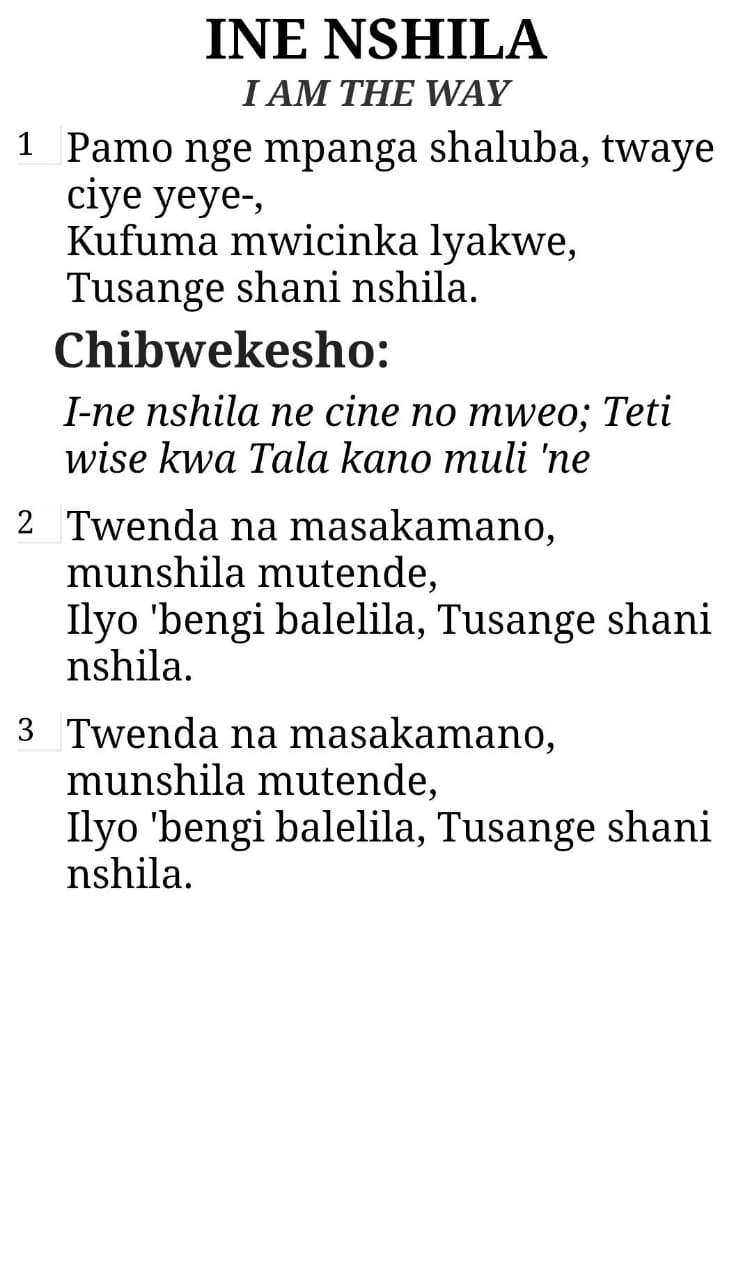 INE NSHILA
I AM THE WAY
1 Pamo nge mpanga shaluba, twaye
ciye yeye-,
Kufuma mwicinka lyakwe,
Tusange shani nshila.
Chibwekesho:
I-ne nshila ne cine no mweo; Teti
wise kwa Tala kano muli 'ne
2 Twenda na masakamano,
munshila mutende,
Ilyo 'bengi balelila, Tusange shani
nshila.
3 Twenda na masakamano,
munshila mutende,
Ilyo 'bengi balelila, Tusange shani
nshila.